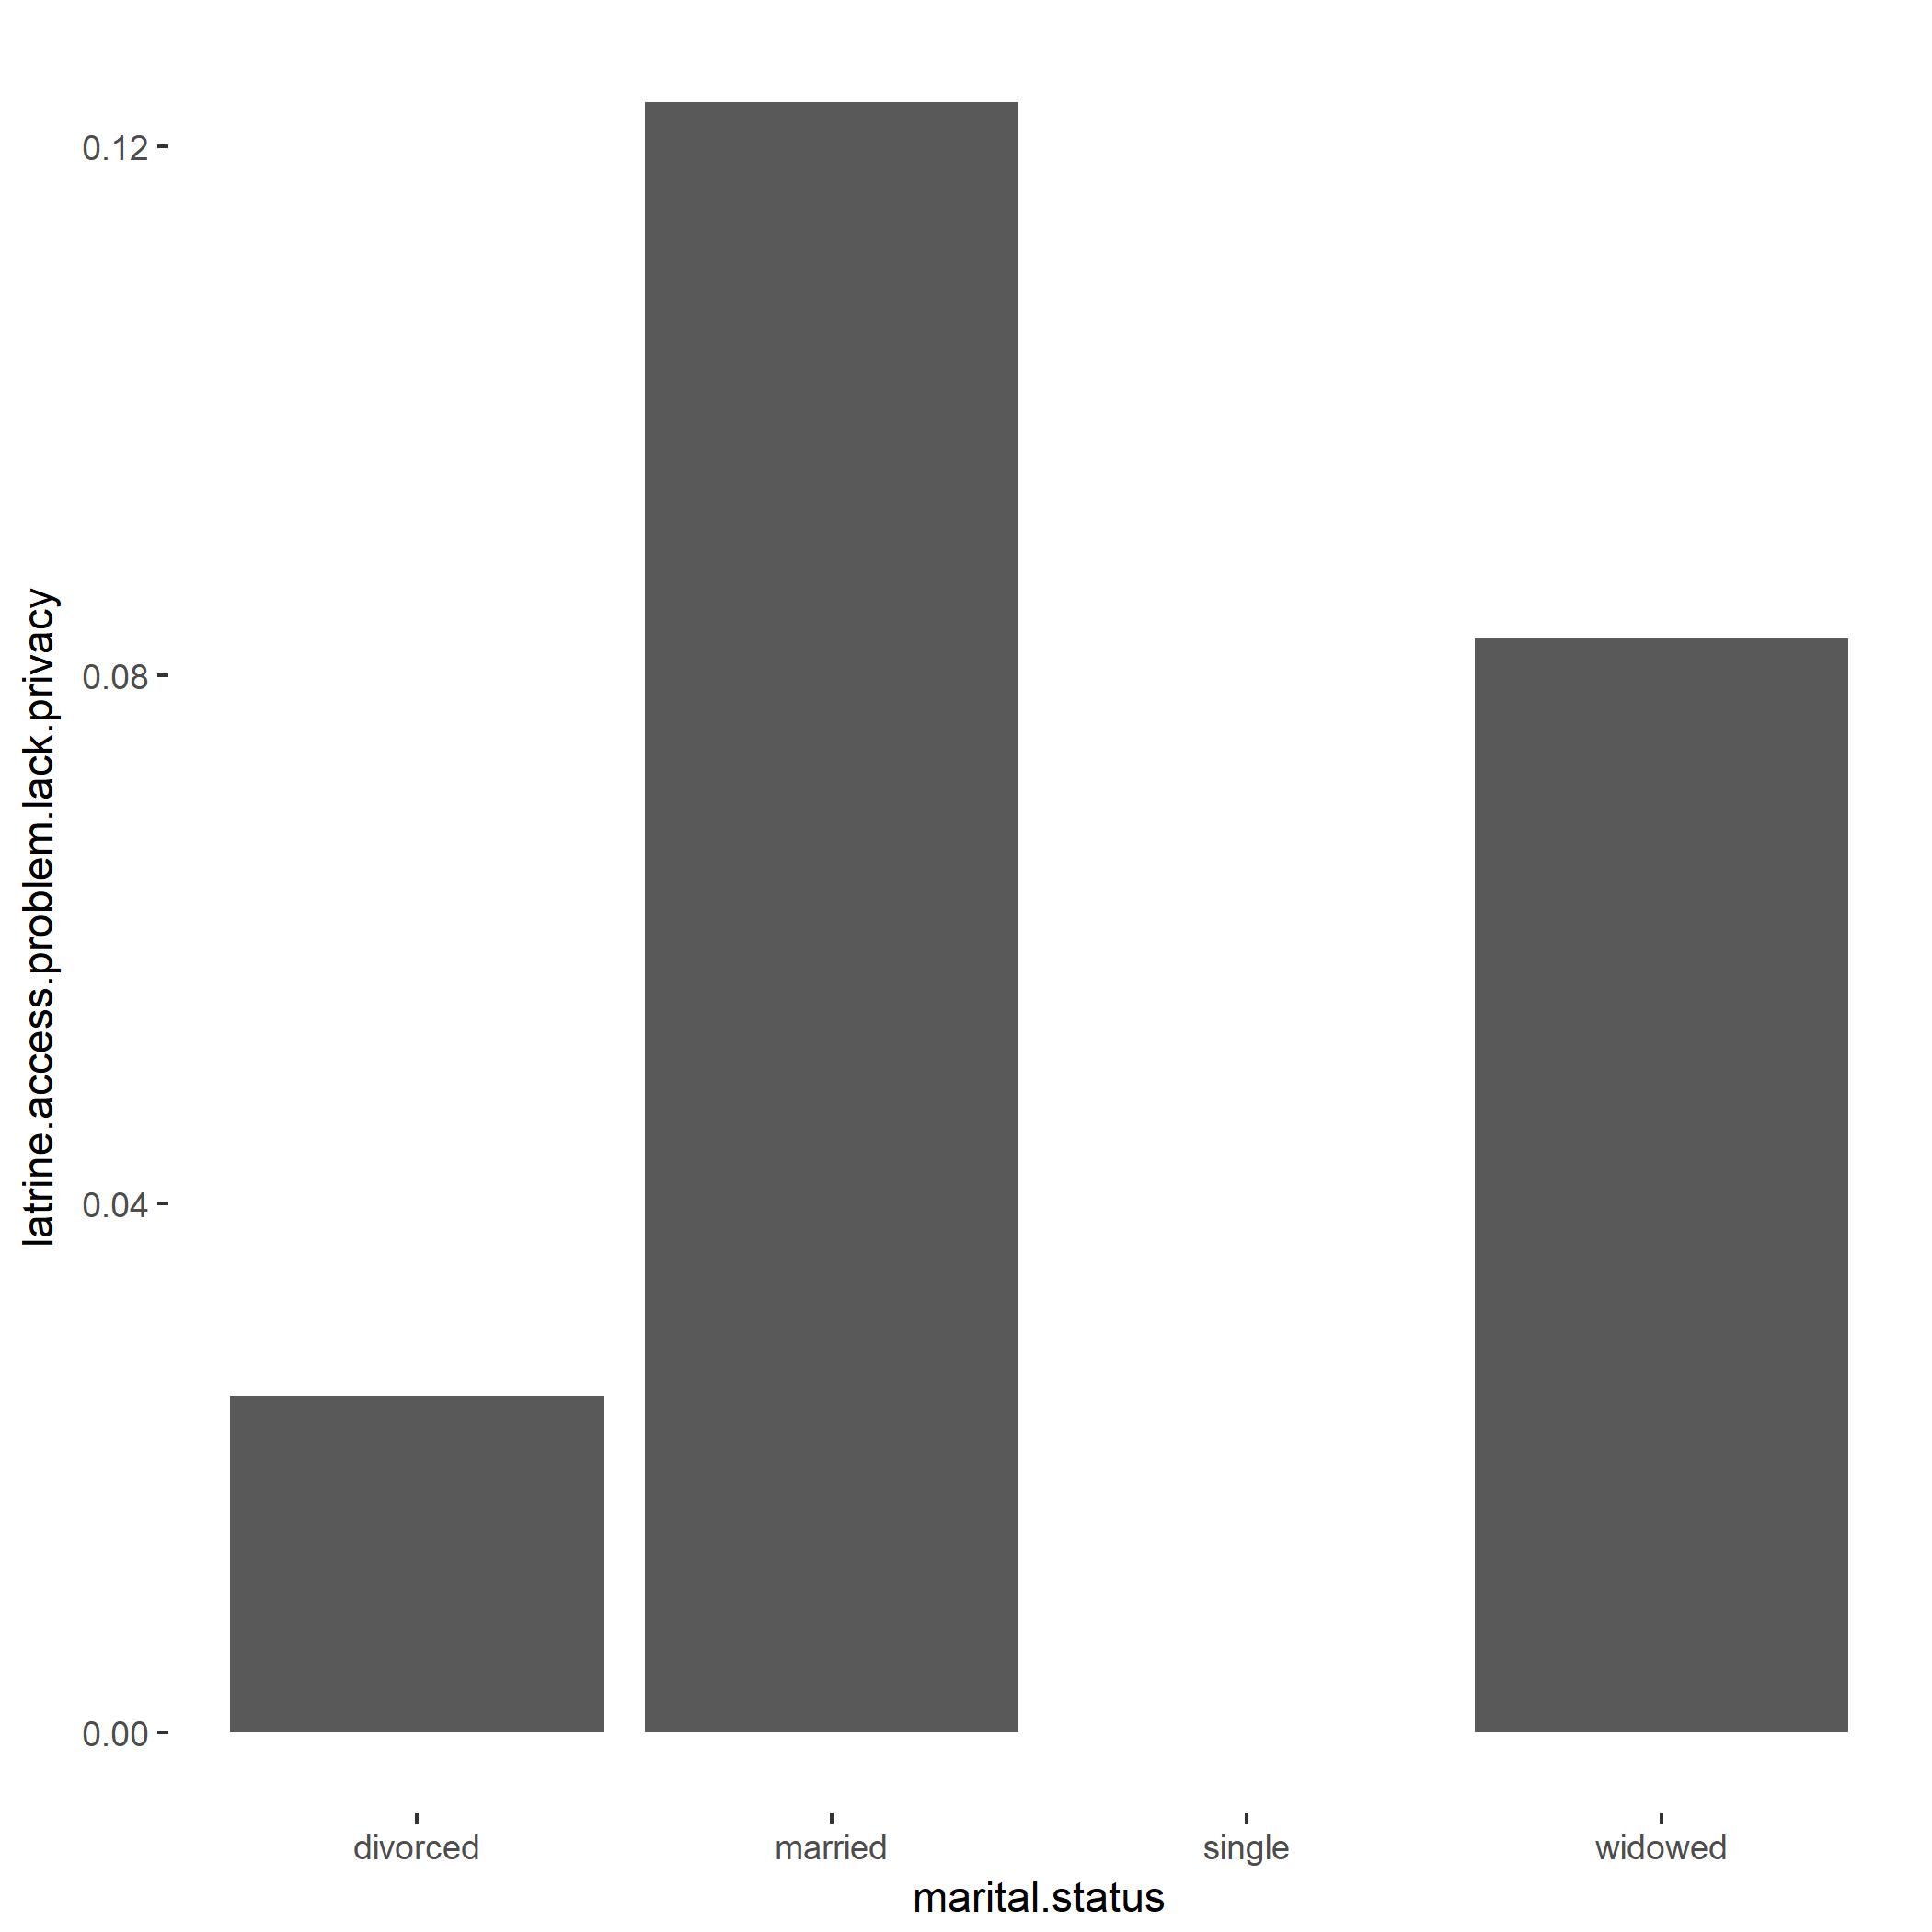 latrine.access.problem.lack.privacy
0.12
0.08
0.04
0.00
divorced married single widowed
marital.status